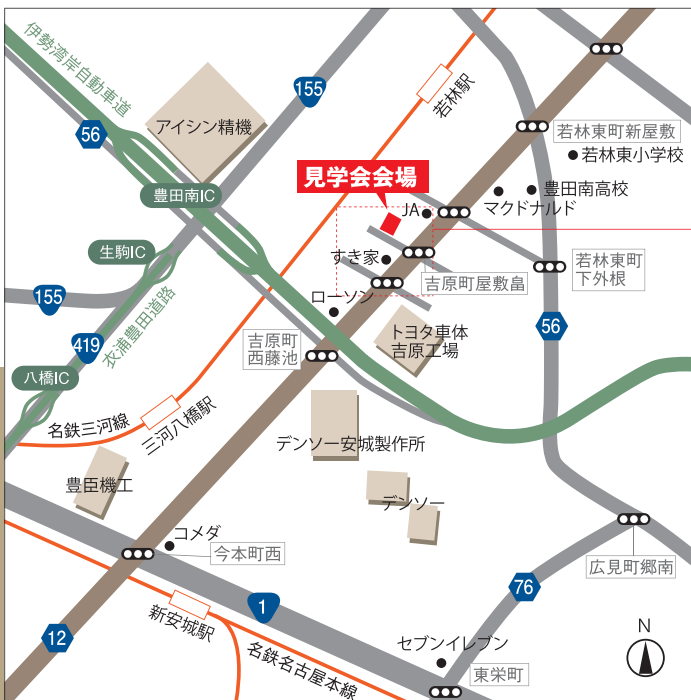 伊勢湾岸自動車道
155
56
アイシン精機
若林駅
若林東町新屋敷
若林東小学校
見学会会場
豊田南IC
JA
マクドナルド
豊田南高校
生駒IC
すき家
吉原町屋敷畠
若林東町
下外根
155
ローソン
衣浦豊田道路
419
吉原町
西藤池
トヨタ車体
吉原工場
56
八橋IC
名鉄三河線
三河八橋駅
デンソー安城製作所
豊臣機工
デンソー
コメダ
今本町西
広見町郷南
76
新安城駅
1
12
名鉄名古屋本線
セブンイレブン
東栄町
N